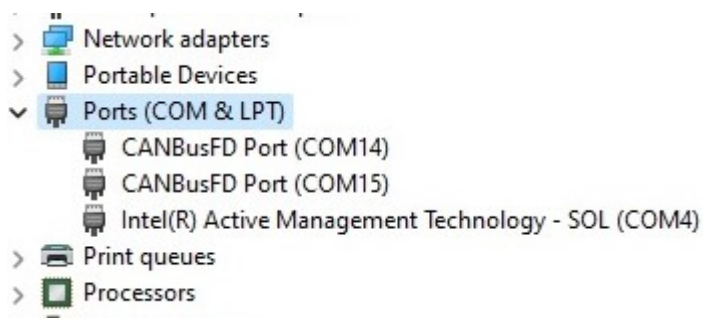 Network adapters
Portable Devices
Ports (COM & LPT)
CANBusFD Port (COM14)
CANBusFD Port (COM15)
Intel(R) Active Management Technology - SOL (COM4)
Print queues
Processors